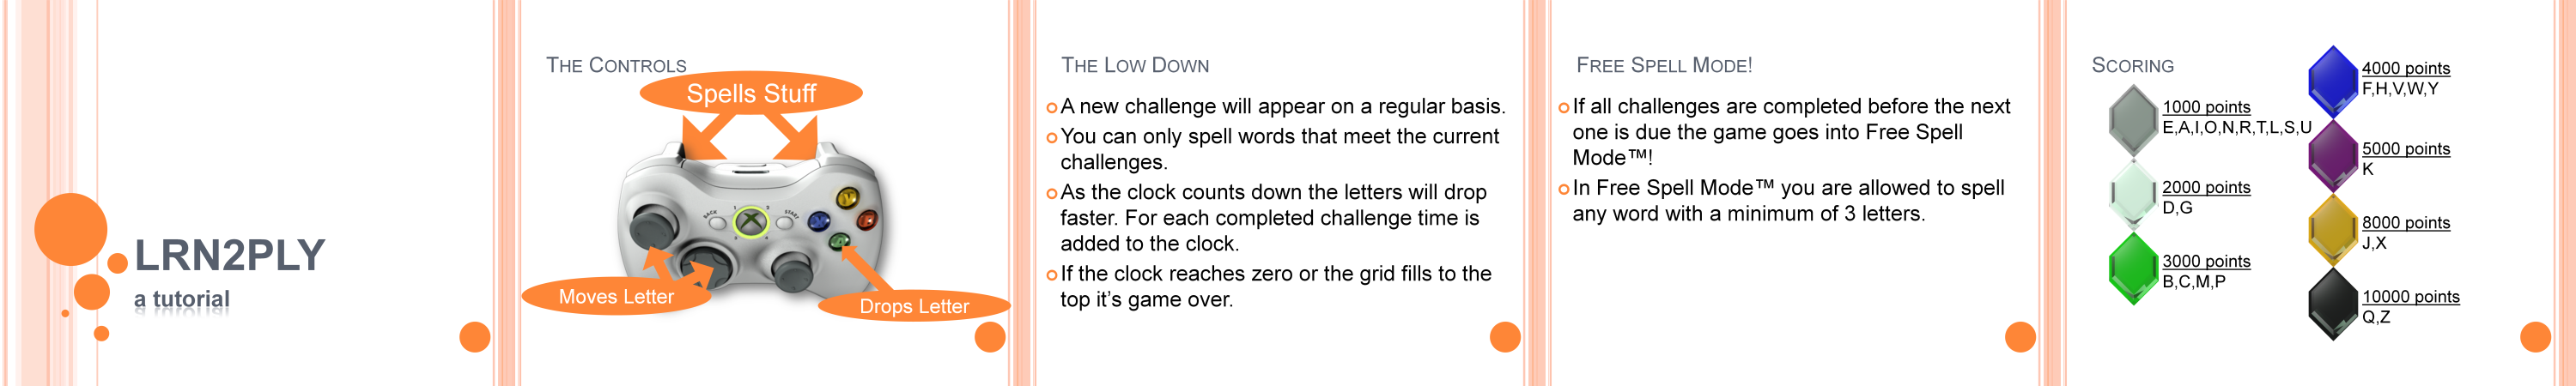 LRN2PLY
a tutorial
The Controls
Spells Stuff
BACK
START
1
2
3
4
Y
X
B
A
Moves Letter
Drops Letter
The Low Down
A new challenge will appear on a regular basis.
You can only spell words that meet the current
challenges.
As the clock counts down the letters will drop
faster. For each completed challenge time is
added to the clock.
If the clock reaches zero or the grid fills to the
top it’s game over.
Free Spell Mode!
If all challenges are completed before the next
one is due the game goes into Free Spell
Mode™!
In Free Spell Mode™ you are allowed to spell
any word with a minimum of 3 letters.
Scoring
1000 points
E,A,I,O,N,R,T,L,S,U
2000 points
D,G
3000 points
B,C,M,P
4000 points
F,H,V,W,Y
5000 points
K
8000 points
J,X
10000 points
Q,Z